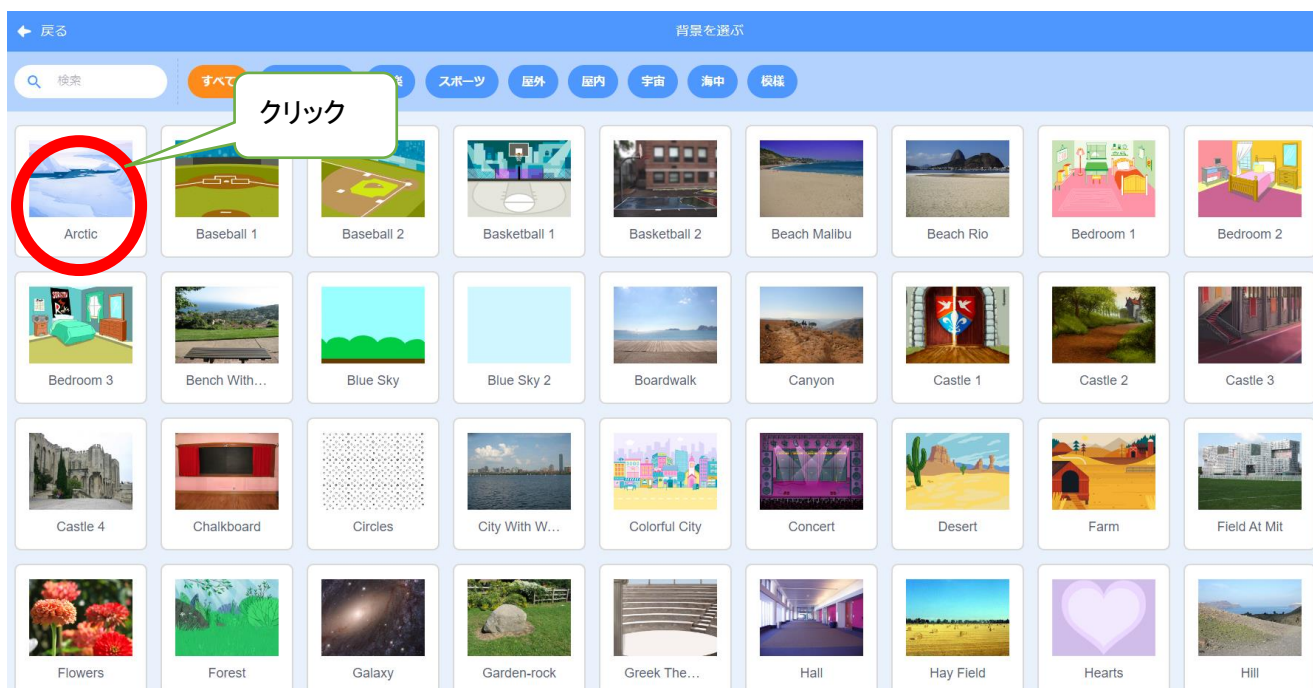 戻る
背景を選ぶ
検索
すべて
スポーツ
屋外
屋内
宇宙
海中
模様
クリック
Arctic
Baseball 1
Baseball 2
Basketball 1
Basketball 2
Beach Malibu
Beach Rio
Bedroom 1
Bedroom 2
Bedroom 3
Bench With...
Blue Sky
Blue Sky 2
Boardwalk
Canyon
Castle 1
Castle 2
Castle 3
Castle 4
Chalkboard
Circles
City With W...
Colorful City
Concert
Desert
Farm
Field At Mit
Flowers
Forest
Galaxy
Garden-rock
Greek The...
Hall
Hay Field
Hearts
Hill